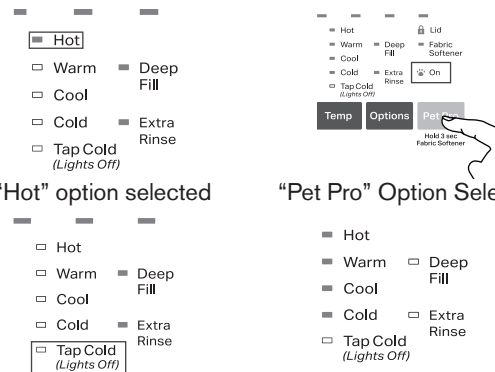 Hot
Warm
Cool
Cold
Tap Cold
(Lights Off)
Deep
Fill
Extra
Rinse
"Hot" option selected
Hot
Warm
Cool
Cold
Tap Cold
(Lights Off)
Deep
Fill
Extra
Rinse
Lid
Fabric
Softener
On
Temp
Options
Pet
Hold 3 sec
Fabric Softener
"Pet Pro" Option
Hot
Warm
Cool
Cold
Tap Cold
(Lights Off)
Deep
Fill
Extra
Rinse
Hot
Warm
Cool
Cold
Tap Cold
(Lights Off)
Deep
Fill
Extra
Rinse